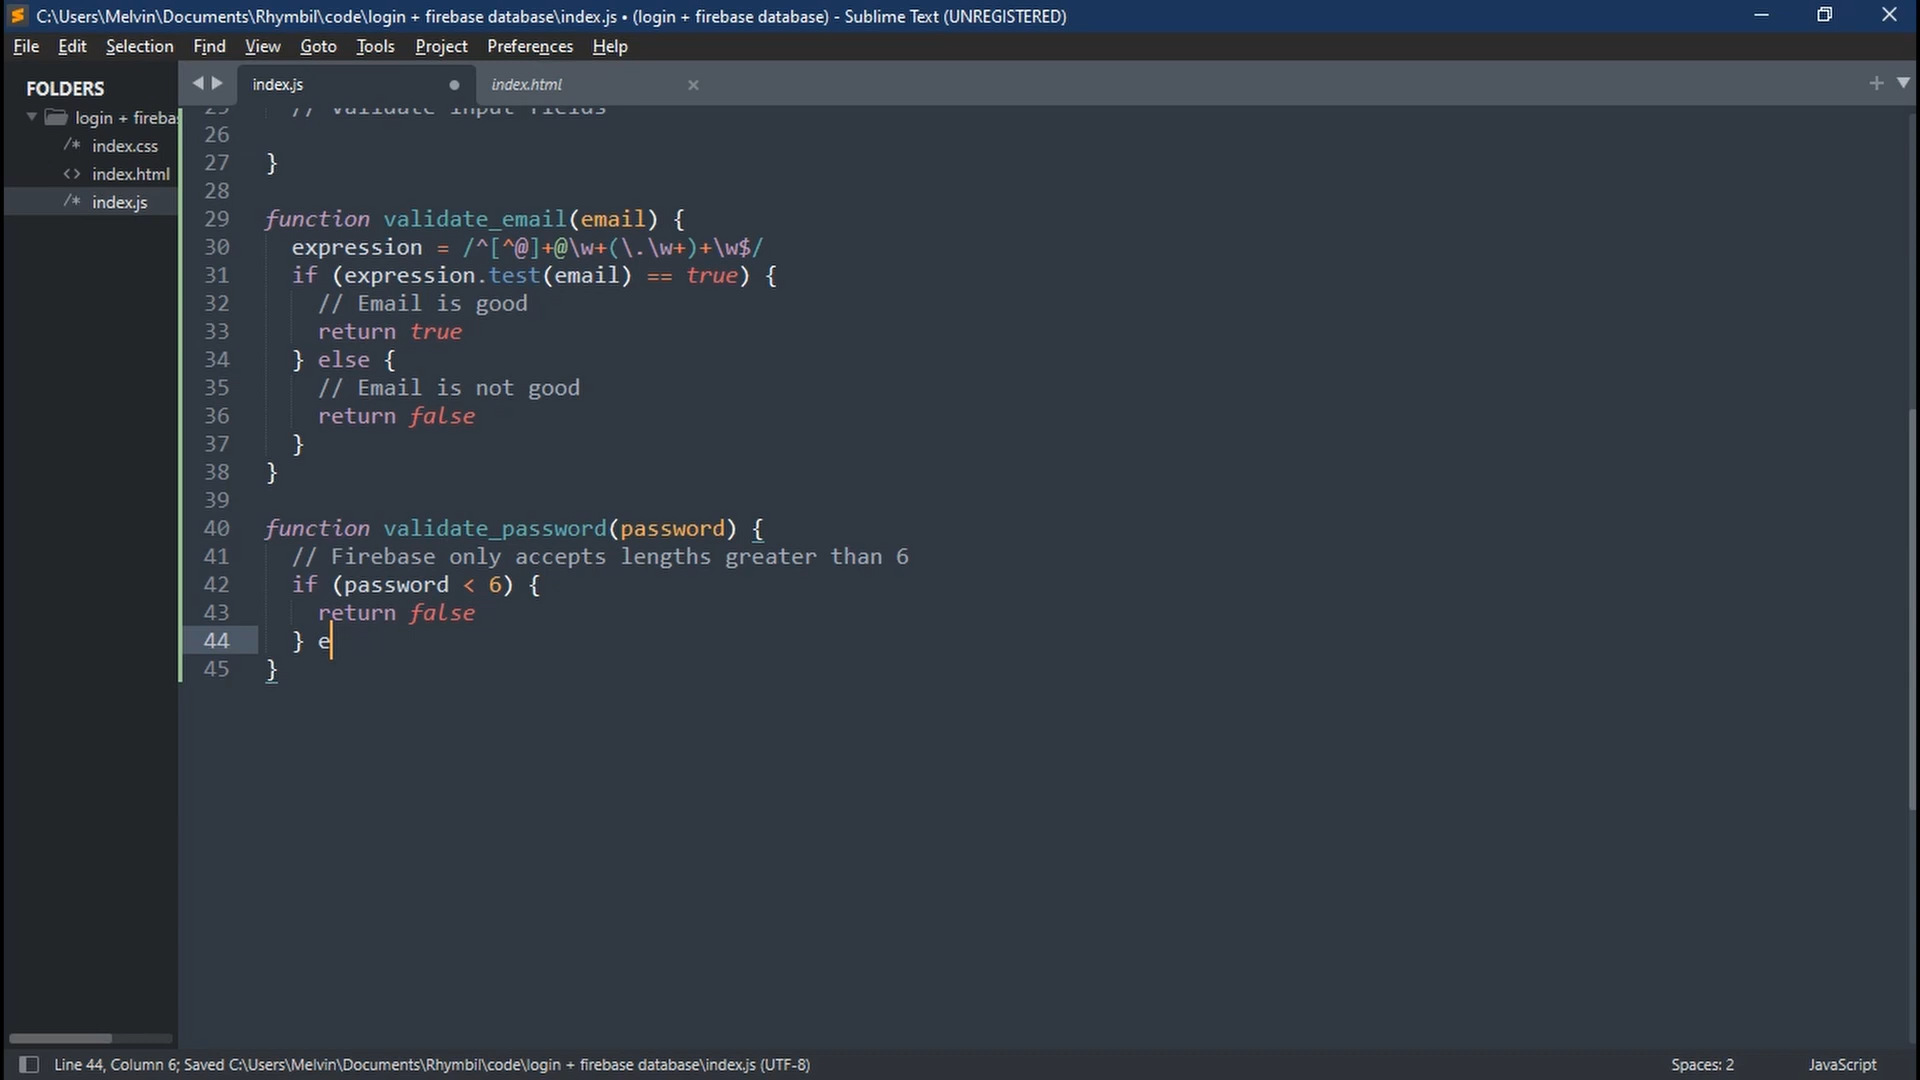 C:\Users\Melvin\Documents\Rhymbil\code\login + firebase database\index.js • (login + firebase database) - Sublime Text (UNREGISTERED)
File Edit Selection Find View Goto Tools Project Preferences Help
FOLDERS
login + fireba
index.css
index.html
index.js
index.js
index.html
25 // Validate input fields
26
27 }
28
29 function validate_email(email) {
30 expression = /^[^@]+@\w+(\.\w+)+\w$/
31 if (expression.test(email) == true) {
32 // Email is good
33 return true
34 } else {
35 // Email is not good
36 return false
37 }
38 }
39
40 function validate_password(password) {
41 // Firebase only accepts lengths greater than 6
42 if (password < 6) {
43 return false
44 } e
45 }
Line 44, Column 6; Saved C:\Users\Melvin\Documents\Rhymbil\code\login + firebase database\index.js (UTF-8)
Spaces: 2
JavaScript